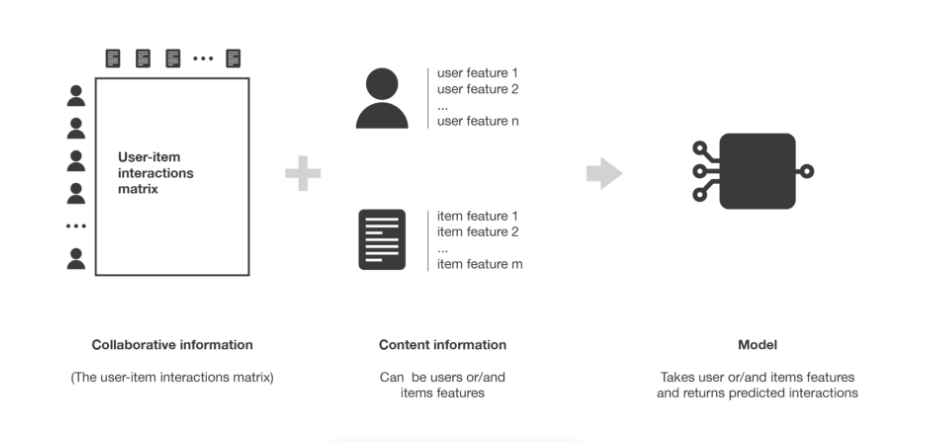 User-item
interactions
matrix
user feature 1
user feature 2
...
user feature n
item feature 1
item feature 2
...
item feature m
Collaborative information
(The user-item interactions matrix)
Content information
Can be users or/and
items features
Model
Takes user or/and items features
and returns predicted interactions